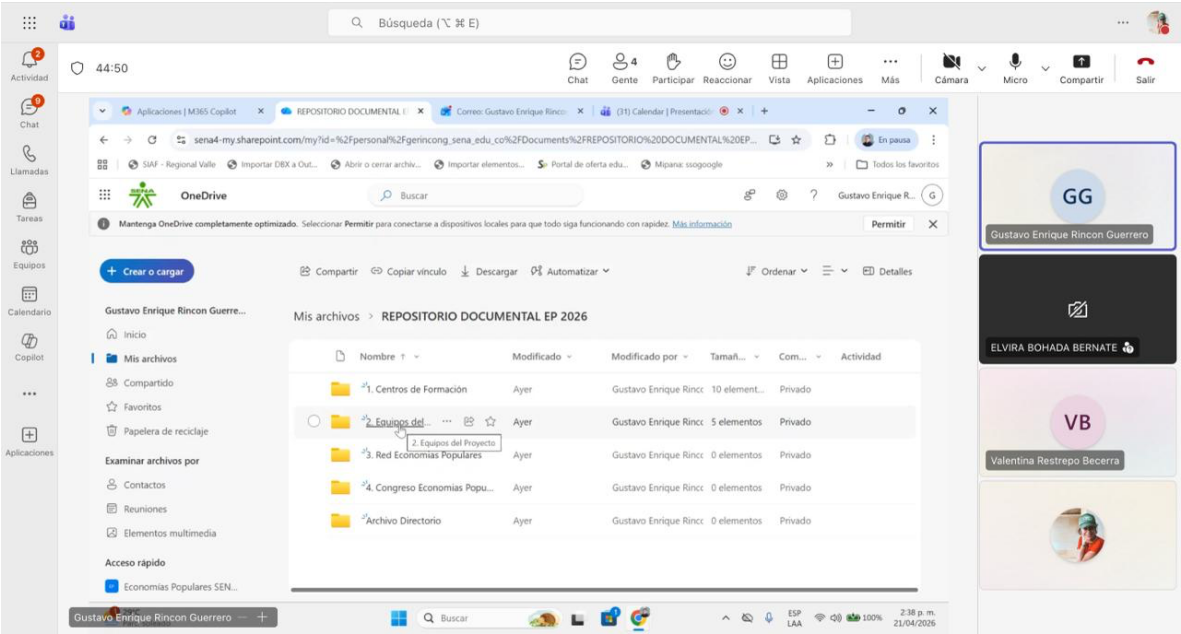 Búsqueda (⌥ ⌘ E)
2
Actividad
9
Chat
Llamadas
Tareas
Equipos
Calendario
Copilot
Aplicaciones
44:50
Chat
4
Gente
Participar
Reaccionar
Vista
Aplicaciones
Más
Cámara
Micro
Compartir
Salir
Aplicaciones | M365 Copilot
REPOSITORIO DOCUMENTAL E
Correo: Gustavo Enrique Rincon
(31) Calendar | Presentació
sena4-my.sharepoint.com/my?id=%2Fpersonal%2Fgerincong_sena_edu_co%2FDocuments%2FREPOSITORIO%20DOCUMENTAL%20EP...
En pausa
SIAF - Regional Valle
Importar DBX a Out...
Abrir o cerrar archiv...
Importar elementos...
Portal de oferta edu...
Mipana: ssogoogle
»
Todos los favoritos
SENA
OneDrive
Buscar
Gustavo Enrique R...
G
Mantenga OneDrive completamente optimizado. Seleccionar Permitir para conectarse a dispositivos locales para que todo siga funcionando con rapidez. Más información
Permitir
+ Crear o cargar
Compartir
Copiar vínculo
Descargar
Automatizar
Ordenar
Detalles
Gustavo Enrique Rincon Guerre...
Inicio
Mis archivos
Compartido
Favoritos
Papelera de reciclaje
Examinar archivos por
Contactos
Reuniones
Elementos multimedia
Acceso rápido
Economias Populares SEN...
Mis archivos > REPOSITORIO DOCUMENTAL EP 2026
Nombre ↑
Modificado
Modificado por
Tamañ...
Com...
Actividad
1. Centros de Formación Ayer Gustavo Enrique Rinc 10 element... Privado
2. Equipos del... Ayer Gustavo Enrique Rinc 5 elementos Privado
2. Equipos del Proyecto
3. Red Economías Populares Ayer Gustavo Enrique Rinc 0 elementos Privado
4. Congreso Economias Popu... Ayer Gustavo Enrique Rinc 0 elementos Privado
Archivo Directorio Ayer Gustavo Enrique Rinc 0 elementos Privado
29°C
Gustavo Enrique Rincon Guerrero
Buscar
ESP
LAA
100%
2:38 p. m.
21/04/2026
GG
Gustavo Enrique Rincon Guerrero
ELVIRA BOHADA BERNATE
VB
Valentina Restrepo Becerra